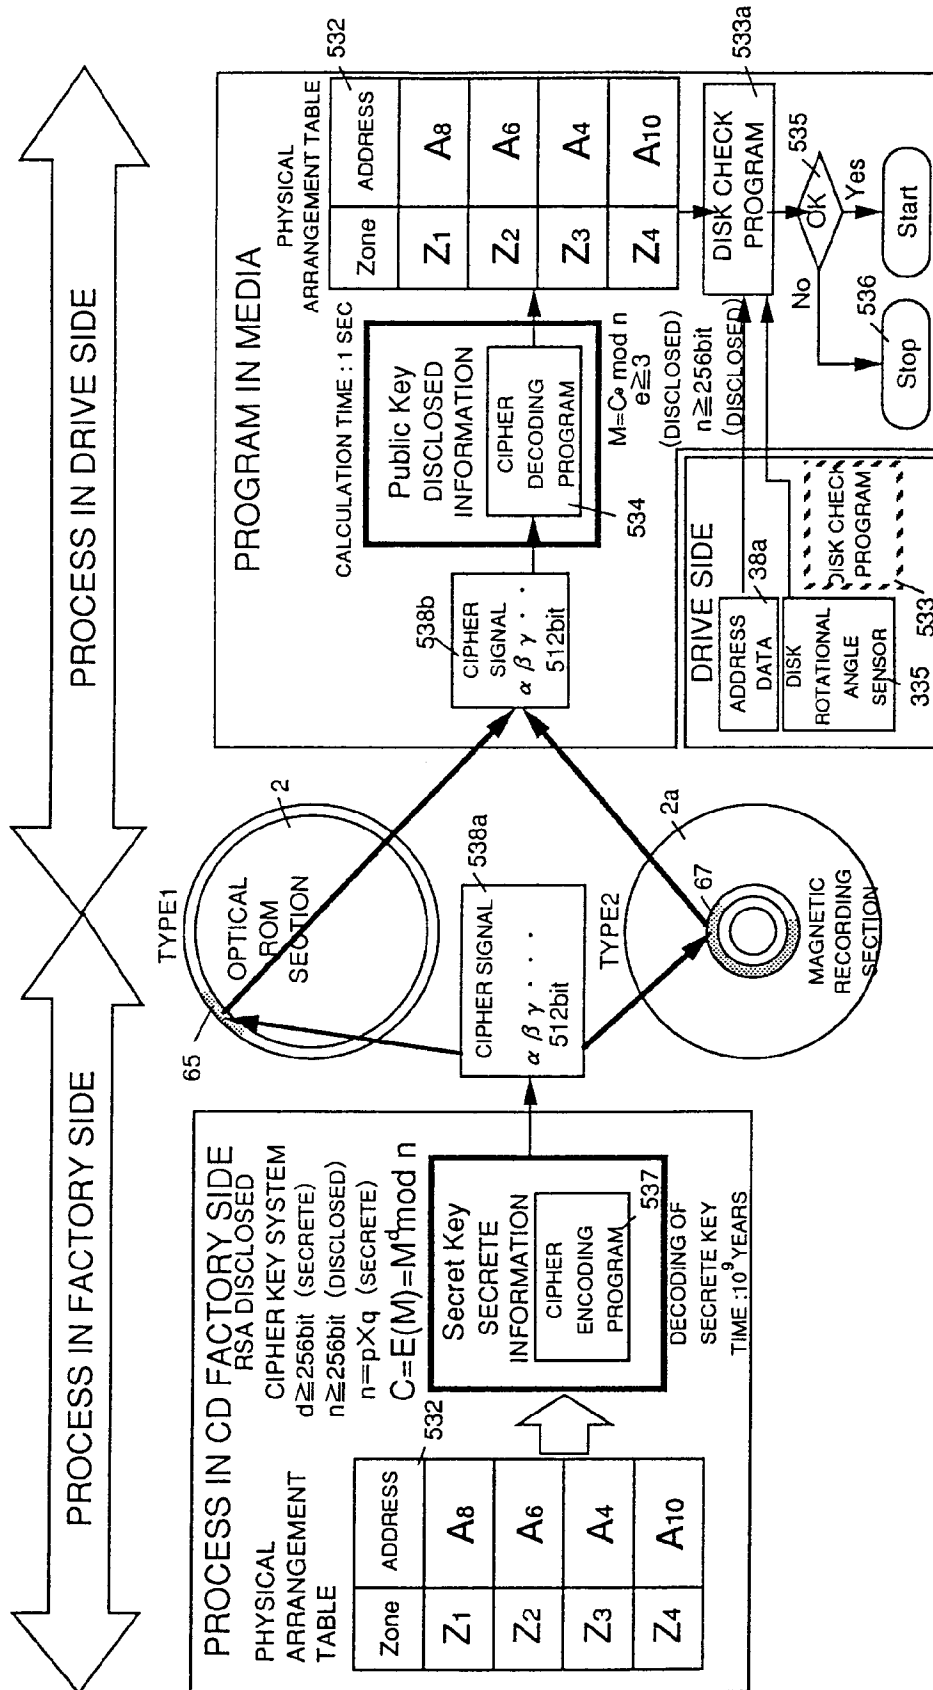 PROCESS IN FACTORY SIDE
PROCESS IN DRIVE SIDE
PROCESS IN CD FACTORY SIDE
RSA DISCLOSED
CIPHER KEY SYSTEM
d≧256bit (SECRETE)
n≧256bit (DISCLOSED)
n=p×q (SECRETE)
C=E(M)=M^d mod n
PHYSICAL
ARRANGEMENT
TABLE
532
Zone ADDRESS
Z1 A8
Z2 A6
Z3 A4
Z4 A10
Secret Key
SECRETE
INFORMATION
CIPHER
ENCODING
PROGRAM
537
DECODING OF
SECRETE KEY
TIME :10^9 YEARS
TYPE1
OPTICAL
ROM
SECTION
2
65
CIPHER SIGNAL
α β γ · · ·
512bit
538a
TYPE2
2a
67
MAGNETIC
RECORDING
SECTION
PROGRAM IN MEDIA
538b
CIPHER
SIGNAL
α β γ · ·
512bit
CALCULATION TIME : 1 SEC
Public Key
DISCLOSED
INFORMATION
CIPHER
DECODING
PROGRAM
534
M=C^e mod n
e≧3
(DISCLOSED)
n≧256bit
(DISCLOSED)
PHYSICAL
ARRANGEMENT TABLE
532
Zone ADDRESS
Z1 A8
Z2 A6
Z3 A4
Z4 A10
DRIVE SIDE
ADDRESS
DATA
38a
DISK
ROTATIONAL
ANGLE
SENSOR
335
DISK CHECK
PROGRAM
533
DISK CHECK
PROGRAM
533a
OK
535
No
Yes
Stop
536
Start